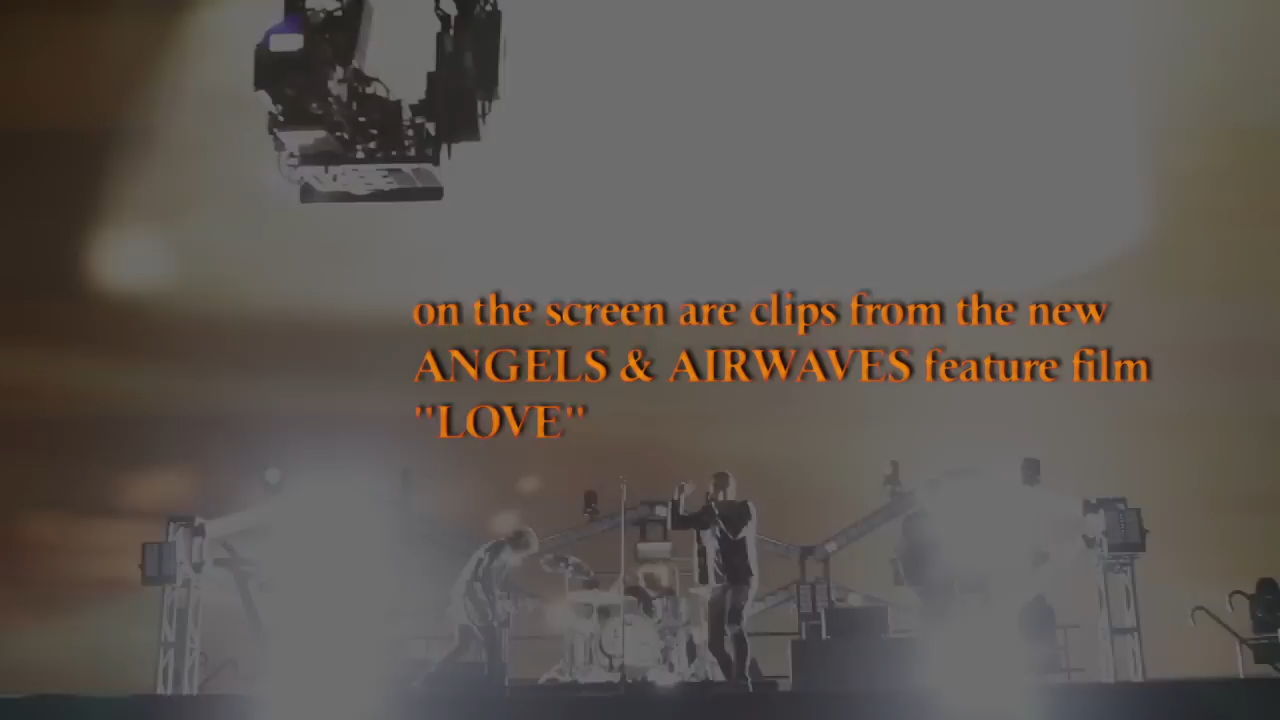 on the screen are clips from the new
ANGELS & AIRWAVES feature film
"LOVE"